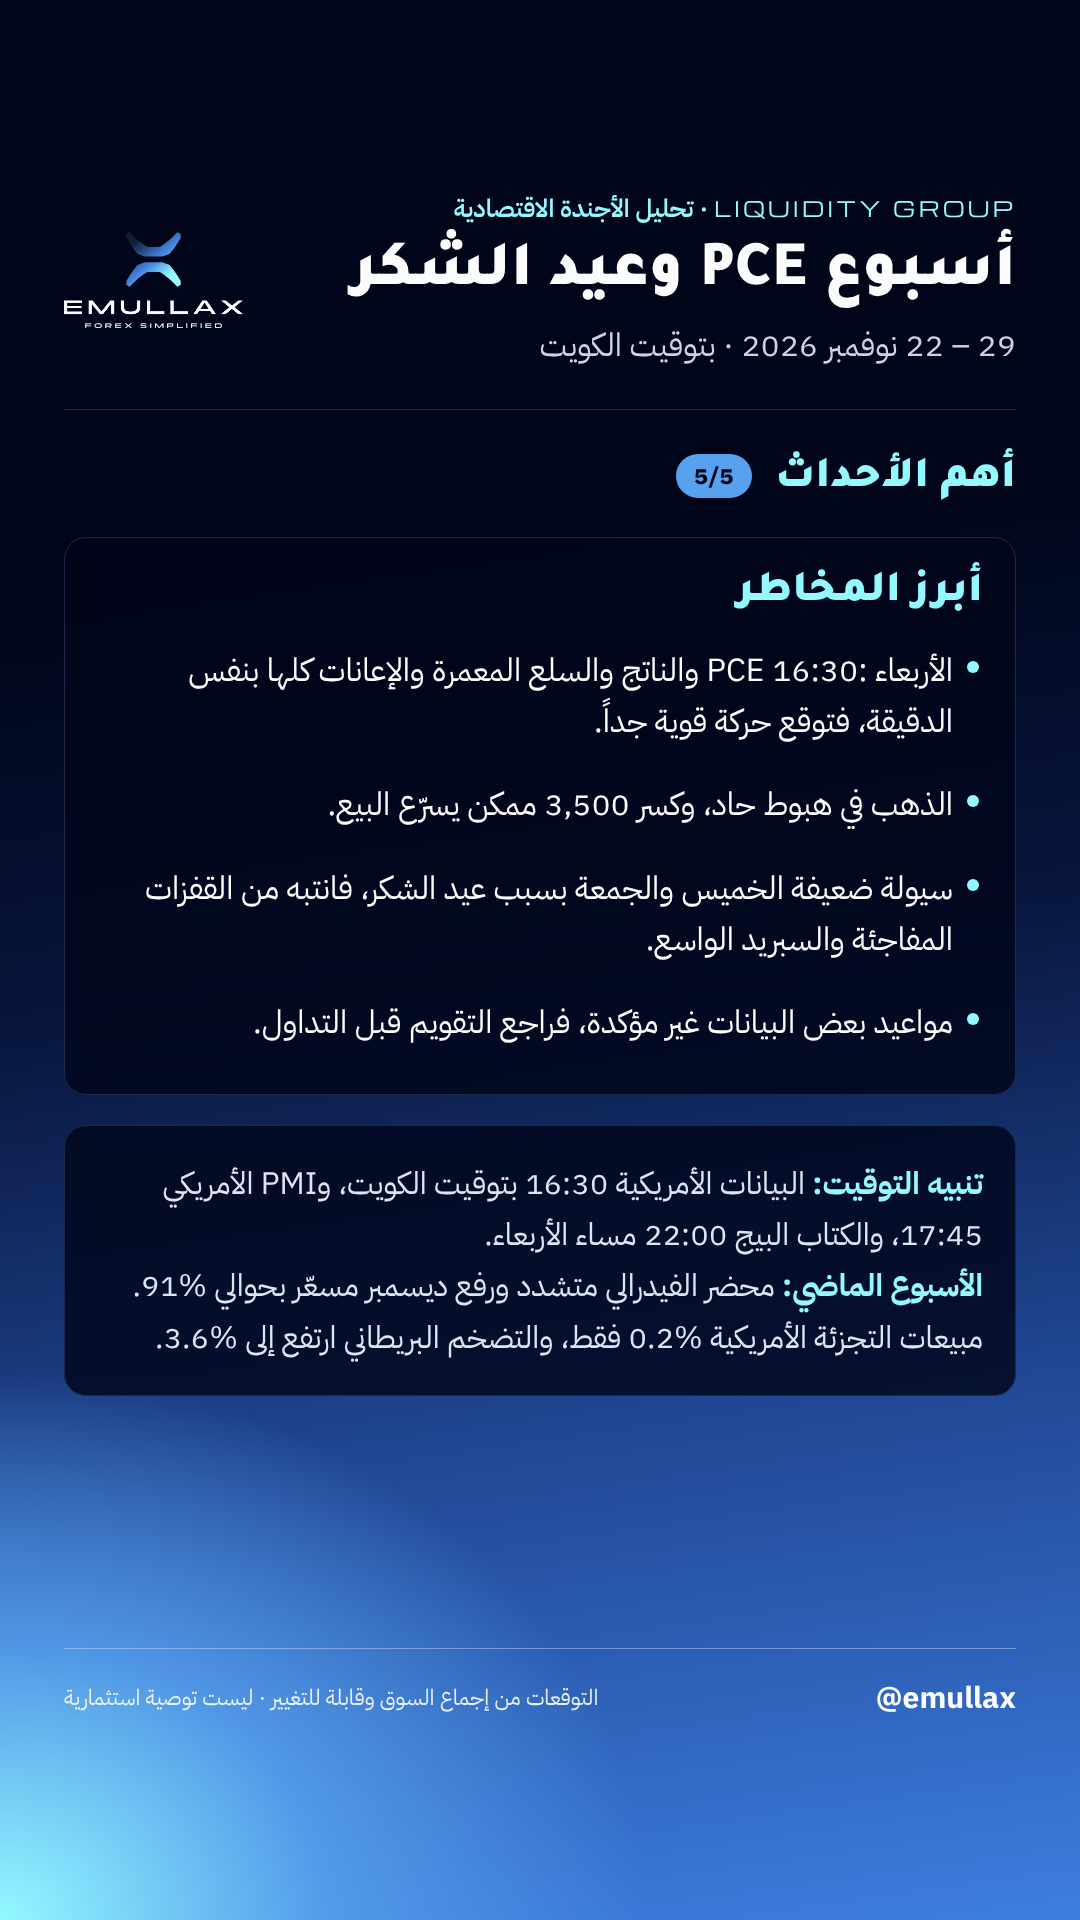 LIQUIDITY GROUP · تحليل الأجندة الاقتصادية
أسبوع PCE وعيد الشكر
EMULLAX
FOREX SIMPLIFIED
22 – 29 نوفمبر 2026 · بتوقيت الكويت
أهم الأحداث 5/5
أبرز المخاطر
• الأربعاء 16:30: PCE والناتج والسلع المعمرة والإعانات كلها بنفس
الدقيقة، فتوقع حركة قوية جداً.
• الذهب في هبوط حاد، وكسر 3,500 ممكن يسرّع البيع.
• سيولة ضعيفة الخميس والجمعة بسبب عيد الشكر، فانتبه من القفزات
المفاجئة والسبريد الواسع.
• مواعيد بعض البيانات غير مؤكدة، فراجع التقويم قبل التداول.
تنبيه التوقيت: البيانات الأمريكية 16:30 بتوقيت الكويت، وPMI الأمريكي
17:45، والكتاب البيج 22:00 مساء الأربعاء.
الأسبوع الماضي: محضر الفيدرالي متشدد ورفع ديسمبر مسعّر بحوالي 91%.
مبيعات التجزئة الأمريكية 0.2% فقط، والتضخم البريطاني ارتفع إلى 3.6%.
@emullax
التوقعات من إجماع السوق وقابلة للتغيير · ليست توصية استثمارية